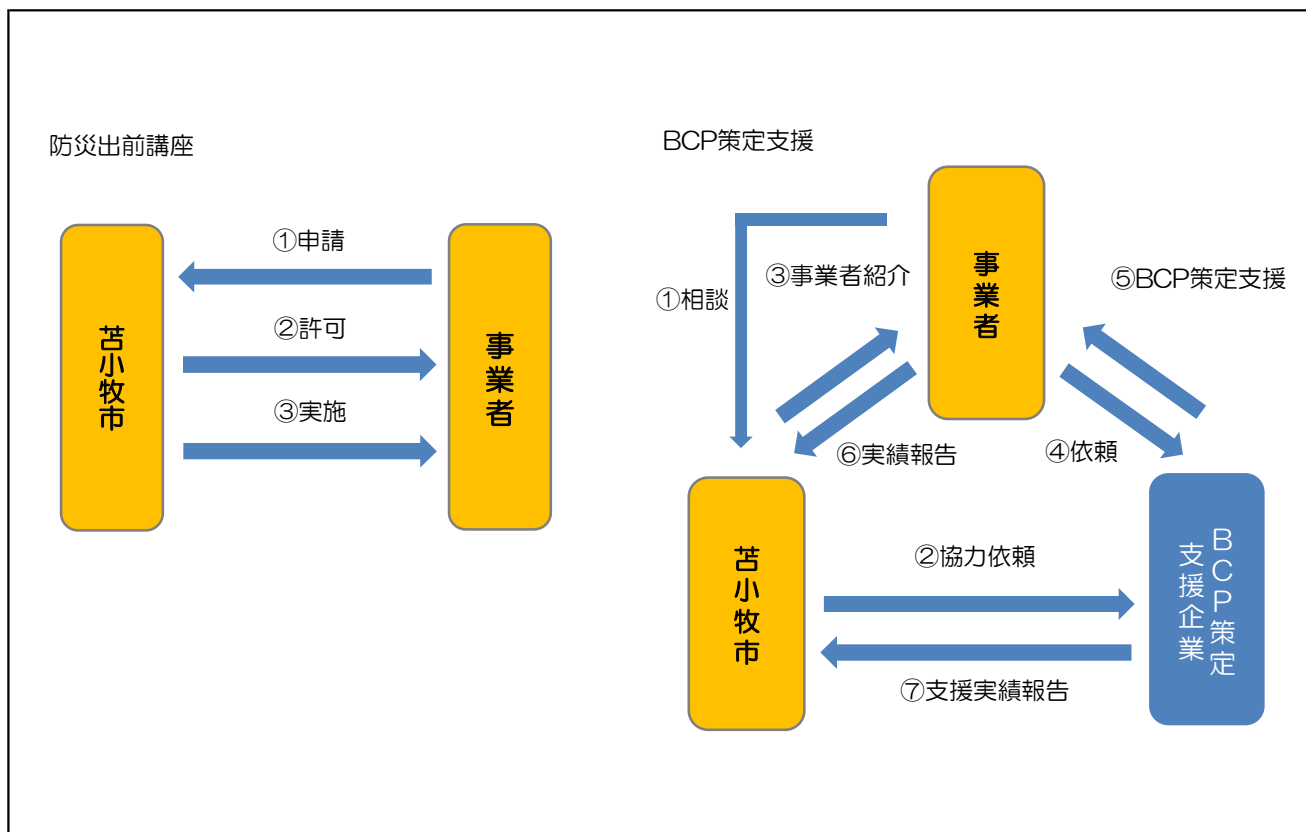 防災出前講座
苫小牧市
①申請
②許可
③実施
事業者
BCP策定支援
事業者
①相談
③事業者紹介
⑤BCP策定支援
⑥実績報告
④依頼
苫小牧市
②協力依頼
⑦支援実績報告
BCP策定
支援企業